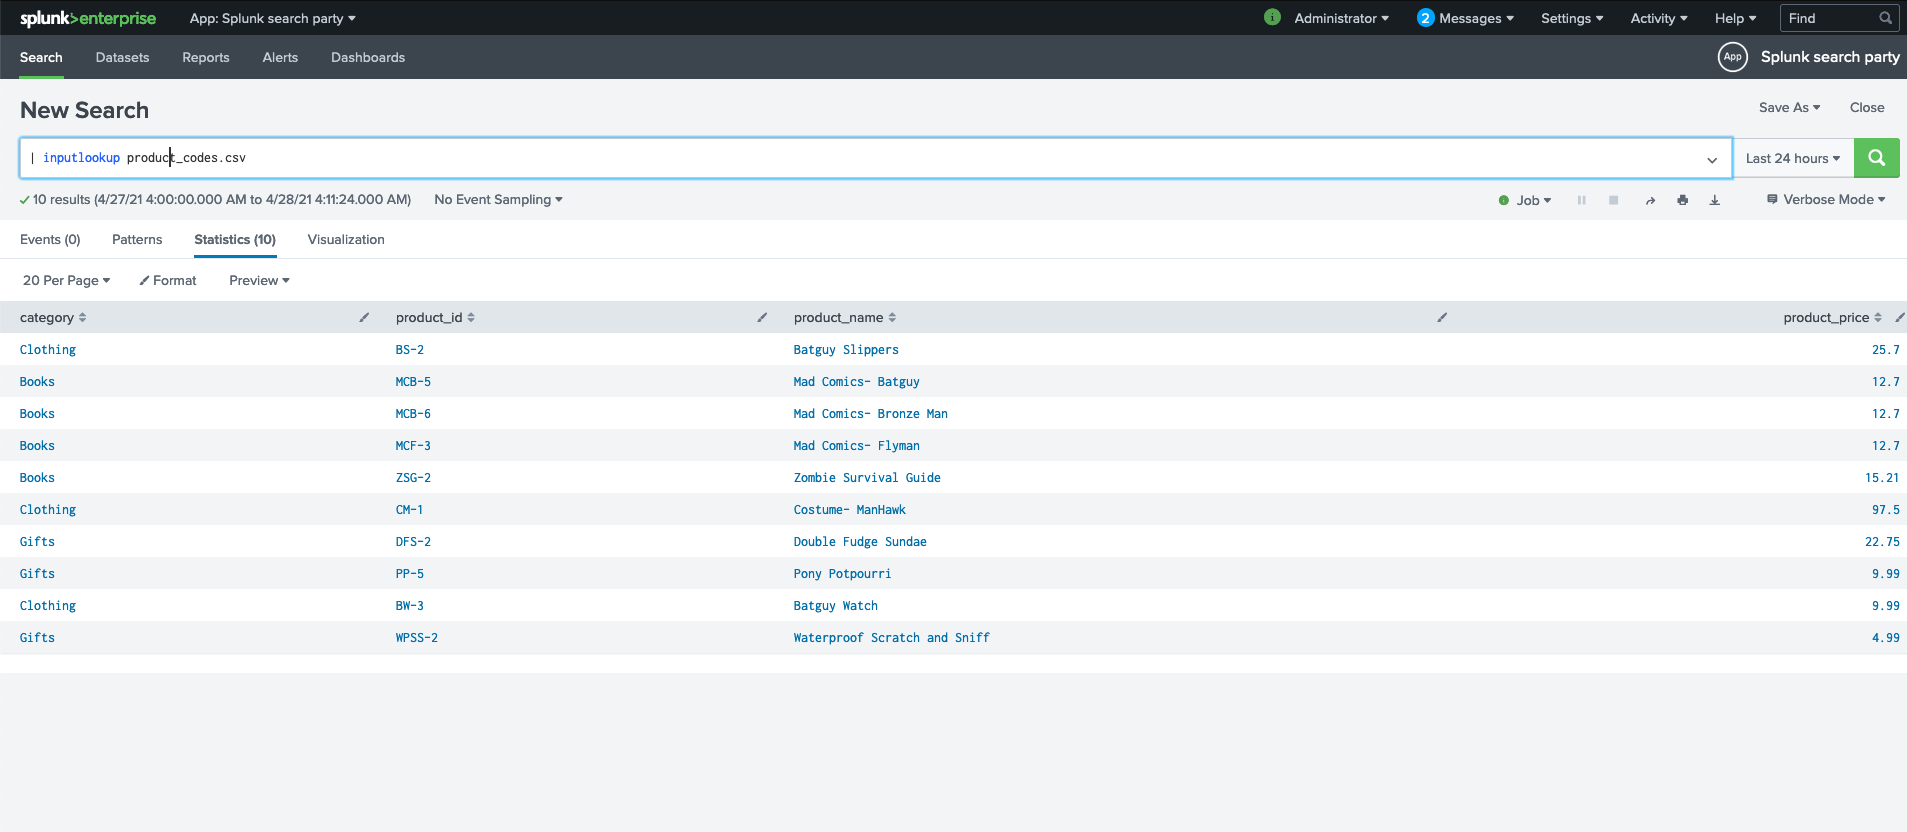 splunk>enterprise App: Splunk search party i Administrator 2 Messages Settings Activity Help Find
Search Datasets Reports Alerts Dashboards App Splunk search party
New Search Save As Close
| inputlookup product_codes.csv Last 24 hours
10 results (4/27/21 4:00:00.000 AM to 4/28/21 4:11:24.000 AM) No Event Sampling Job Verbose Mode
Events (0) Patterns Statistics (10) Visualization
20 Per Page Format Preview
category product_id product_name product_price
Clothing BS-2 Batguy Slippers 25.7
Books MCB-5 Mad Comics- Batguy 12.7
Books MCB-6 Mad Comics- Bronze Man 12.7
Books MCF-3 Mad Comics- Flyman 12.7
Books ZSG-2 Zombie Survival Guide 15.21
Clothing CM-1 Costume- ManHawk 97.5
Gifts DFS-2 Double Fudge Sundae 22.75
Gifts PP-5 Pony Potpourri 9.99
Clothing BW-3 Batguy Watch 9.99
Gifts WPSS-2 Waterproof Scratch and Sniff 4.99